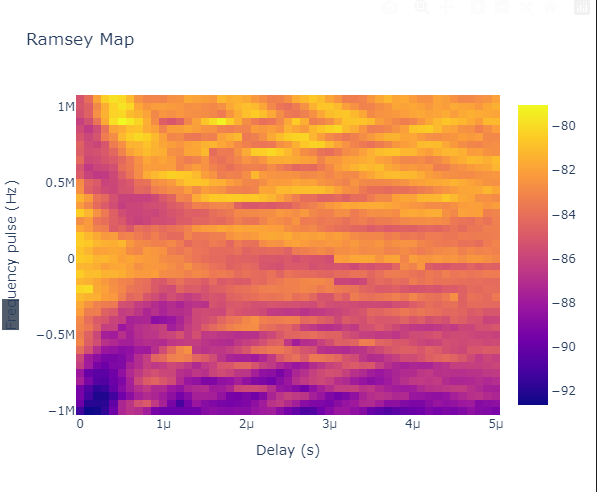 Ramsey Map
Frequency pulse (Hz)
1M
0.5M
0
−0.5M
−1M
0 1μ 2μ 3μ 4μ 5μ
Delay (s)
−80
−82
−84
−86
−88
−90
−92